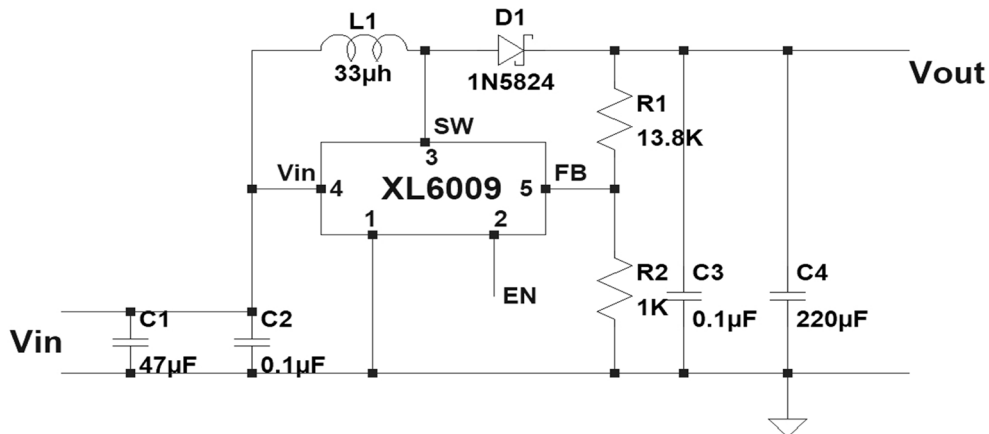 L1
33µh
D1
1N5824
Vout
R1
13.8K
SW
3
Vin
4
XL6009
5
FB
1
2
EN
R2
1K
C3
0.1µF
C4
220µF
Vin
C1
47µF
C2
0.1µF